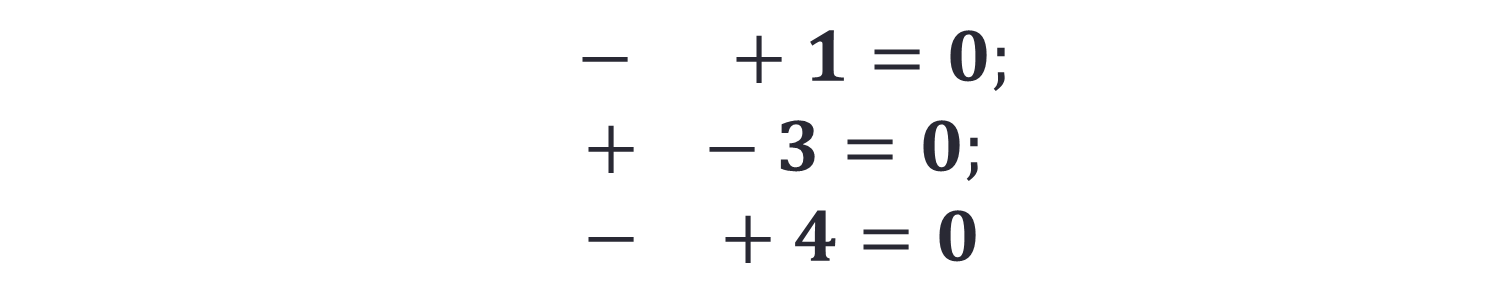 − + 1 = 0;
+ − 3 = 0;
− + 4 = 0